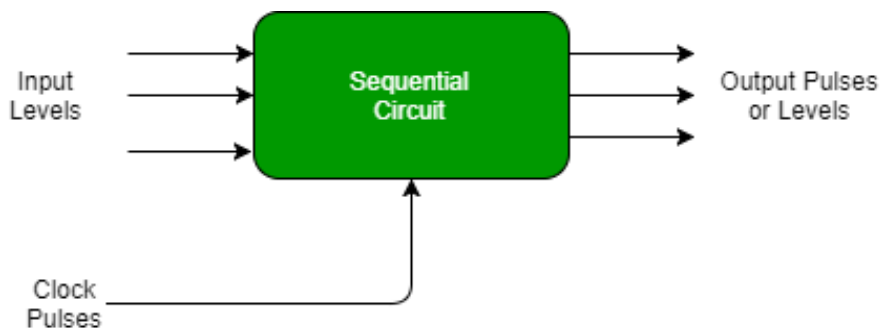 Input
Levels
Sequential
Circuit
Output Pulses
or Levels
Clock
Pulses